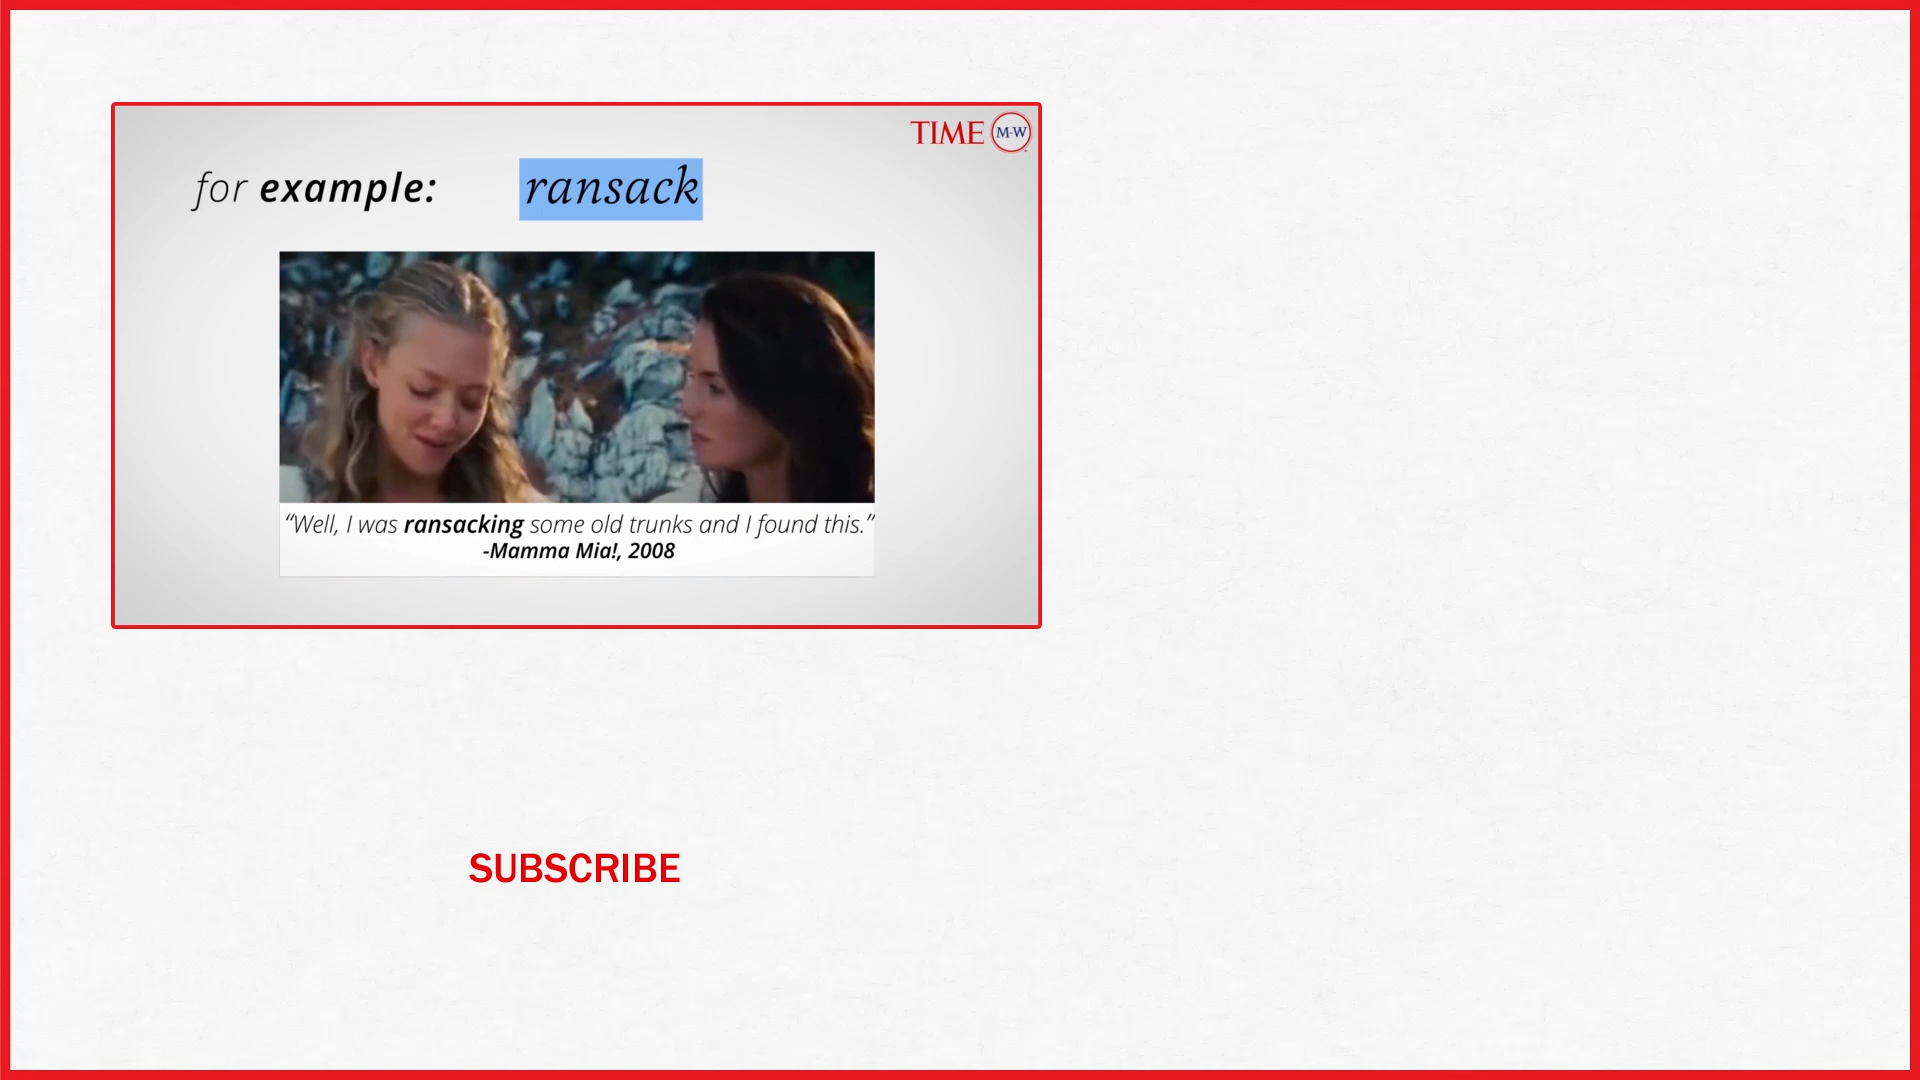 TIME M-W
for example: ransack
“Well, I was ransacking some old trunks and I found this.”
-Mamma Mia!, 2008
SUBSCRIBE